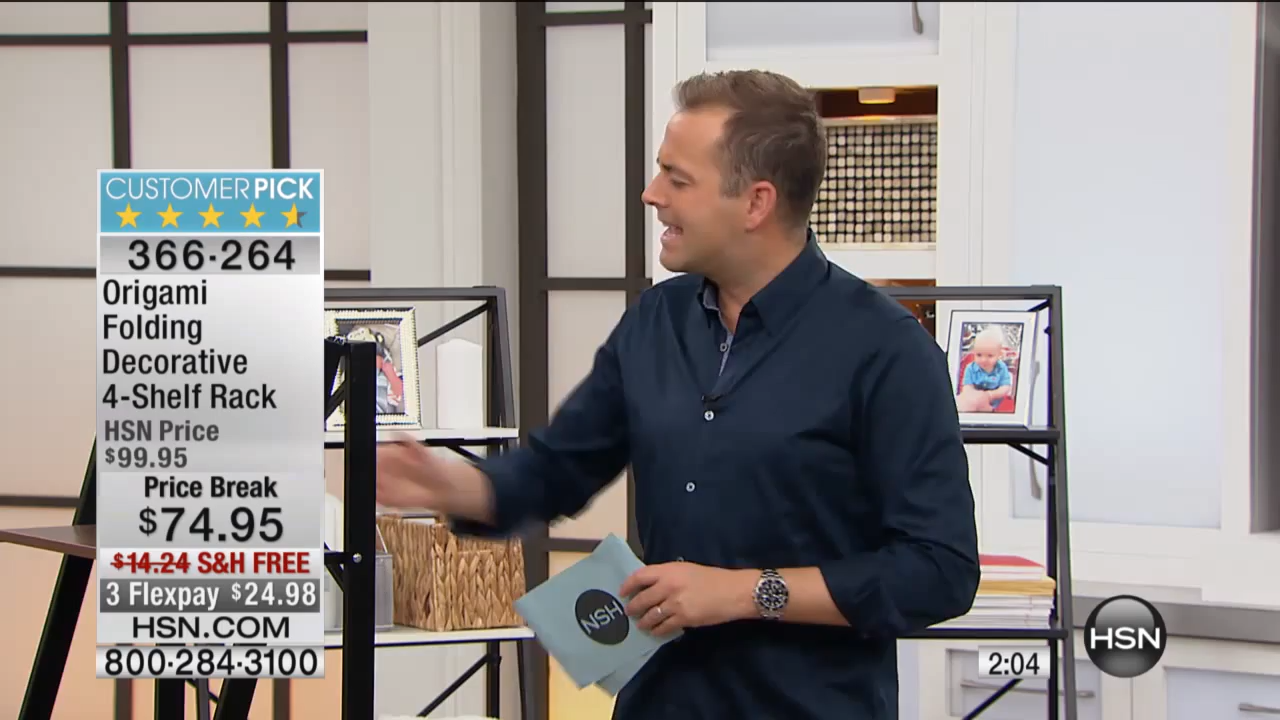 CUSTOMER PICK
366·264
Origami
Folding
Decorative
4-Shelf Rack
HSN Price
$99.95
Price Break
$74.95
$14.24 S&H FREE
3 Flexpay $24.98
HSN.COM
800·284·3100
HSN
2:04
HSN